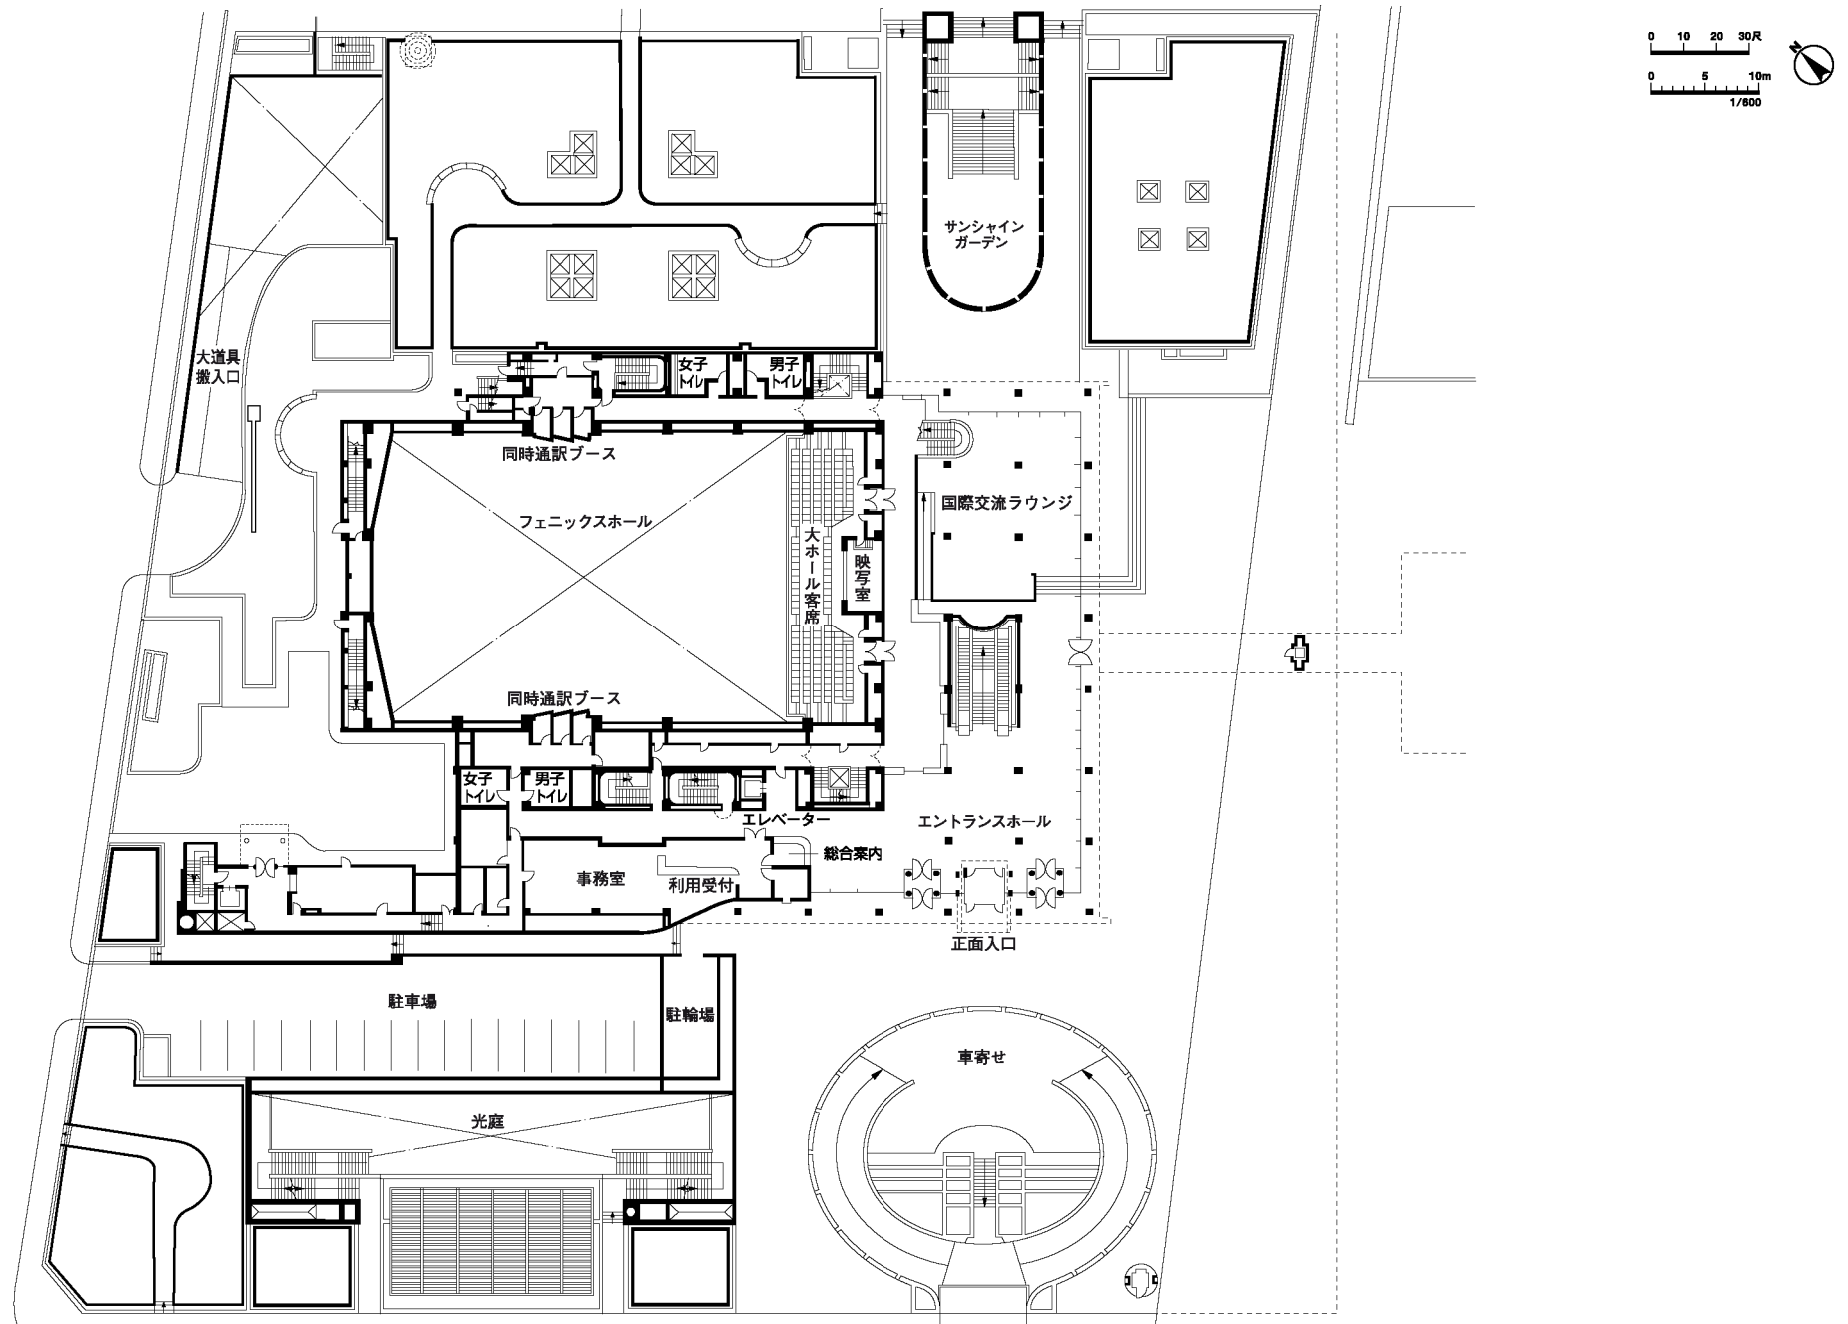 0 10 20 30尺
0 5 10m
1/600
N
サンシャイン
ガーデン
大道具
搬入口
女子
トイレ
男子
トイレ
同時通訳ブース
国際交流ラウンジ
フェニックスホール
大ホール客席
映写室
同時通訳ブース
女子
トイレ
男子
トイレ
エレベーター
エントランスホール
総合案内
事務室
利用受付
正面入口
駐車場
駐輪場
車寄せ
光庭